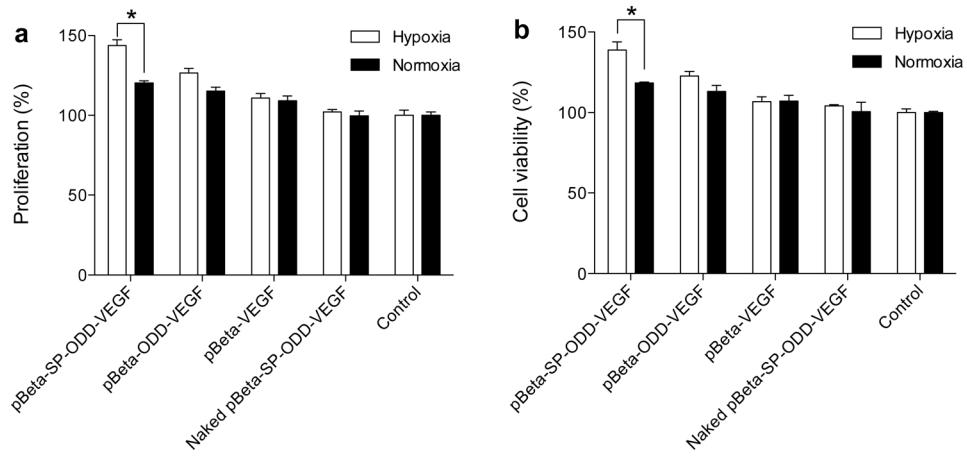 a
*
Proliferation (%)
150
100
50
0
Hypoxia
Normoxia
pBeta-SP-ODD-VEGF
pBeta-ODD-VEGF
pBeta-VEGF
Naked pBeta-SP-ODD-VEGF
Control
b
*
Cell viability (%)
150
100
50
0
Hypoxia
Normoxia
pBeta-SP-ODD-VEGF
pBeta-ODD-VEGF
pBeta-VEGF
Naked pBeta-SP-ODD-VEGF
Control